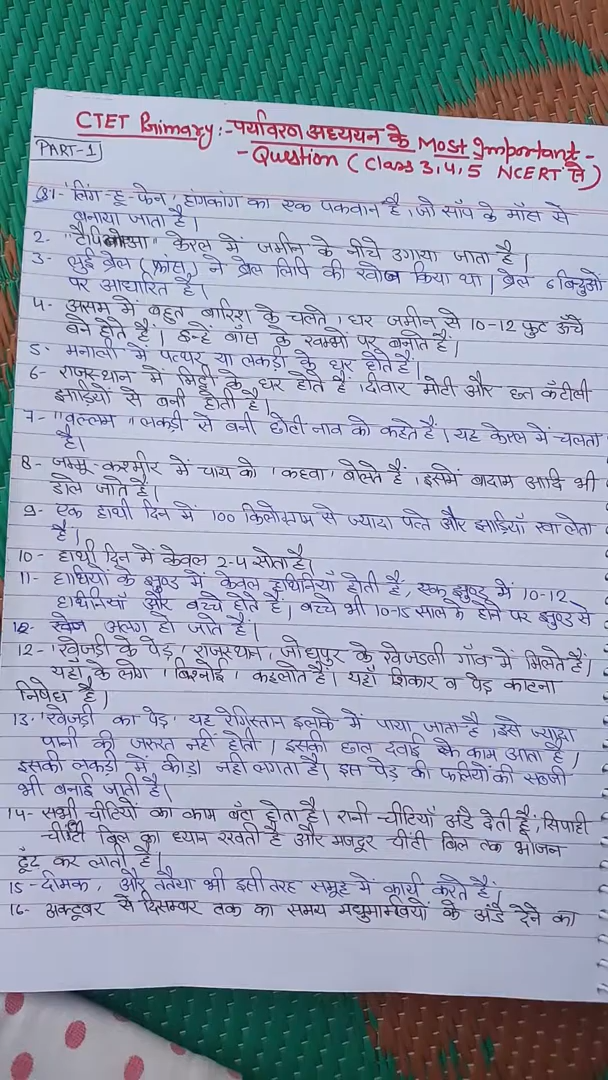 CTET Primary:- पर्यावरण अध्ययन के Most Important -
PART-1
- Question (Class 3,4,5 NCERT से)
Q1- 'लिंग-हू-फेन', हांगकांग का एक पकवान है, जो साँप के माँस से
बनाया जाता है।
2- "टैपिओका" केरल में जमीन के नीचे उगाया जाता है।
3- लुई ब्रेल (फ्रांस) ने ब्रेल लिपि की खोज किया था। ब्रेल 6 बिन्दुओं
पर आधारित है।
4- असम में बहुत बारिश के चलते, घर जमीन से 10-12 फुट ऊँचे
बने होते हैं। इन्हें बाँस के खम्भों पर बनाते हैं।
5- मनाली में पत्थर या लकड़ी के घर होते हैं।
6- राजस्थान में मिट्टी के घर होते हैं। दीवार मोटी और छत कँटीली
झाड़ियों से बनी होती है।
7- "वल्लम" लकड़ी से बनी छोटी नाव को कहते हैं। यह केरल में चलता
है।
8- जम्मू-कश्मीर में चाय को 'कहवा' बोलते हैं। इसमें बादाम आदि भी
डाले जाते हैं।
9- एक हाथी दिन में 100 किलोग्राम से ज्यादा पत्ते और झाड़ियाँ खा लेता
है।
10- हाथी दिन में केवल 2-4 सोता है।
11- हाथियों के झुण्ड में केवल हथिनियाँ होती हैं, एक झुण्ड में 10-12
हाथिनियाँ और बच्चे होते हैं। बच्चे भी 10-15 साल के होने पर झुण्ड से
अलग हो जाते हैं।
12- 'खेजड़ी के पेड़', राजस्थान, जोधपुर के खेजडली गाँव में मिलते हैं।
यहाँ के लोग 'बिश्नोई' कहलाते हैं। यहाँ शिकार व पेड़ काटना
निषेध है।
13- 'खेजड़ी का पेड़' यह रेगिस्तान इलाके में पाया जाता है। इसे ज्यादा
पानी की जरुरत नहीं होती। इसकी छाल दवाई के काम आता है।
इसकी लकड़ी में कीड़ा नहीं लगता है। इस पेड़ की फलियों की सब्जी
भी बनाई जाती है।
14- सभी चींटियों का काम बँटा होता है। रानी चींटियाँ अंडे देती हैं, सिपाही
चींटी बिल का ध्यान रखती है और मजदूर चींटी बिल तक भोजन
ढूँढ कर लाती है।
15- दीमक, और ततैया भी इसी तरह समूह में कार्य करते हैं।
16- अक्टूबर से दिसम्बर तक का समय मधुमक्खियों के अंडे देने का